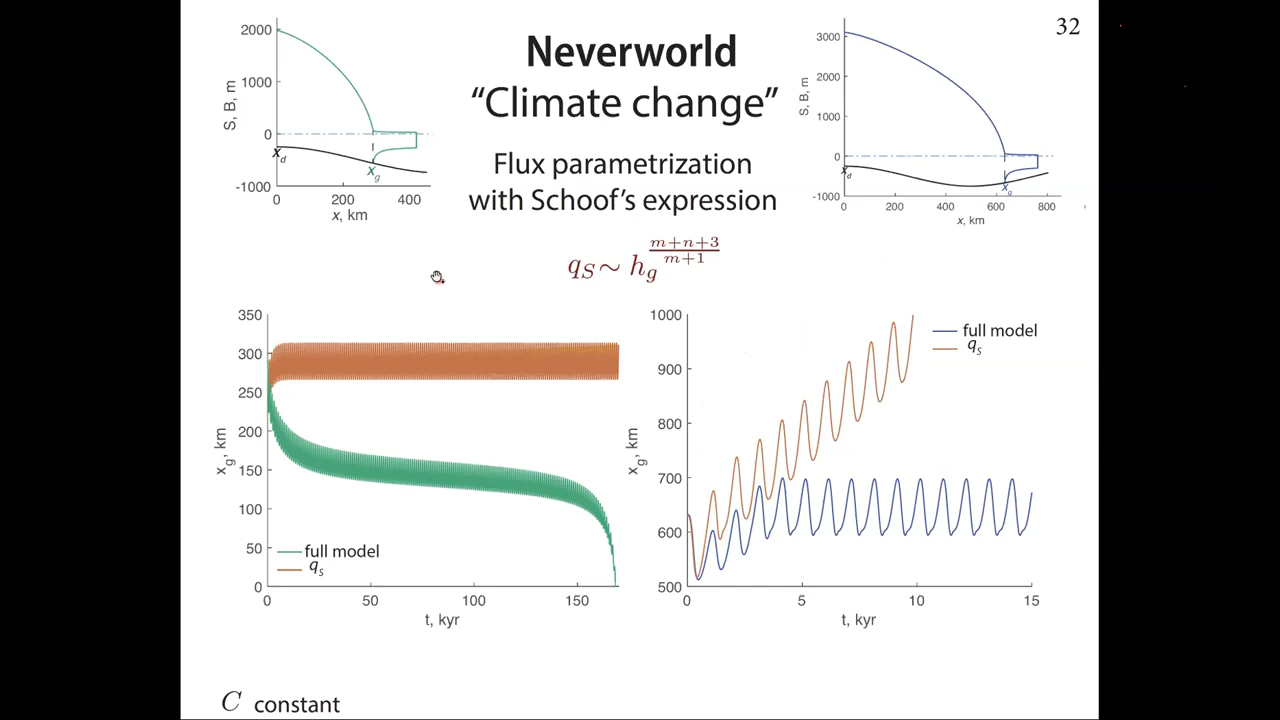 32
Neverworld
“Climate change”
Flux parametrization
with Schoof’s expression
q_S ~ h_g^{\frac{m+n+3}{m+1}}
2000
1000
0
-1000
S, B, m
x_d
x_g
0 200 400
x, km
3000
2000
1000
0
-1000
S, B, m
x_d
x_g
0 200 400 600 800
x, km
350
300
250
200
150
100
50
0
x_g, km
full model
q_s
0 50 100 150
t, kyr
1000
900
800
700
600
500
x_g, km
full model
q_s
0 5 10 15
t, kyr
C constant